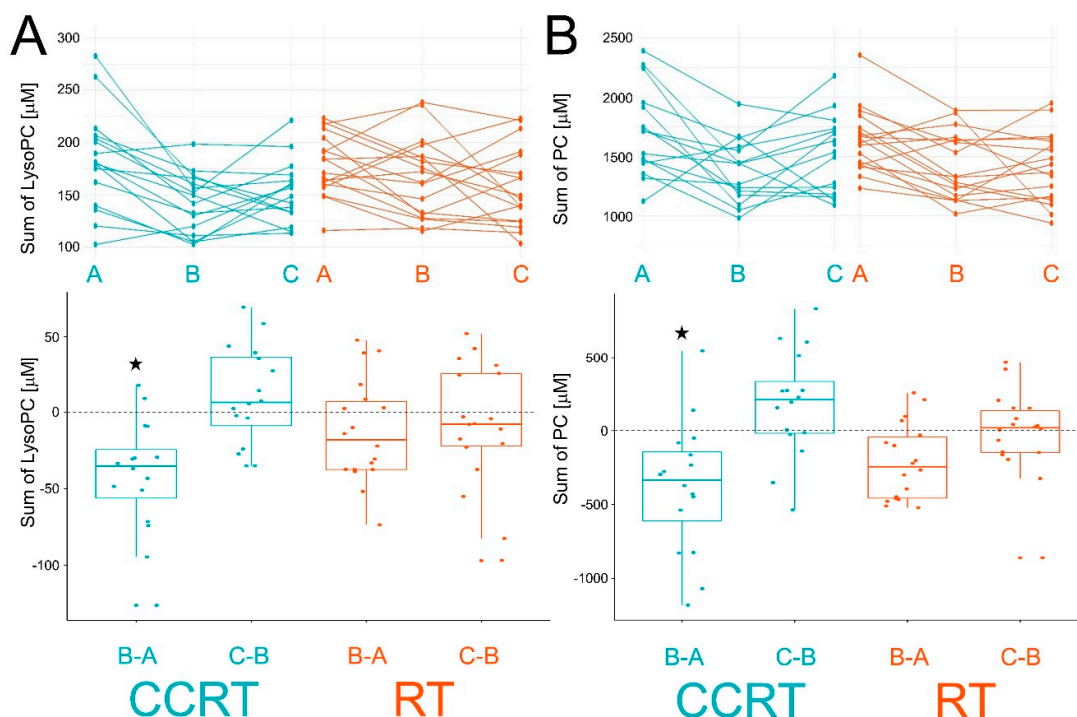 A
Sum of LysoPC [µM]
300
250
200
150
100
A B C A B C
Sum of LysoPC [µM]
50
0
-50
-100
★
B-A C-B B-A C-B
CCRT RT
B
Sum of PC [µM]
2500
2000
1500
1000
A B C A B C
Sum of PC [µM]
500
0
-500
-1000
★
B-A C-B B-A C-B
CCRT RT